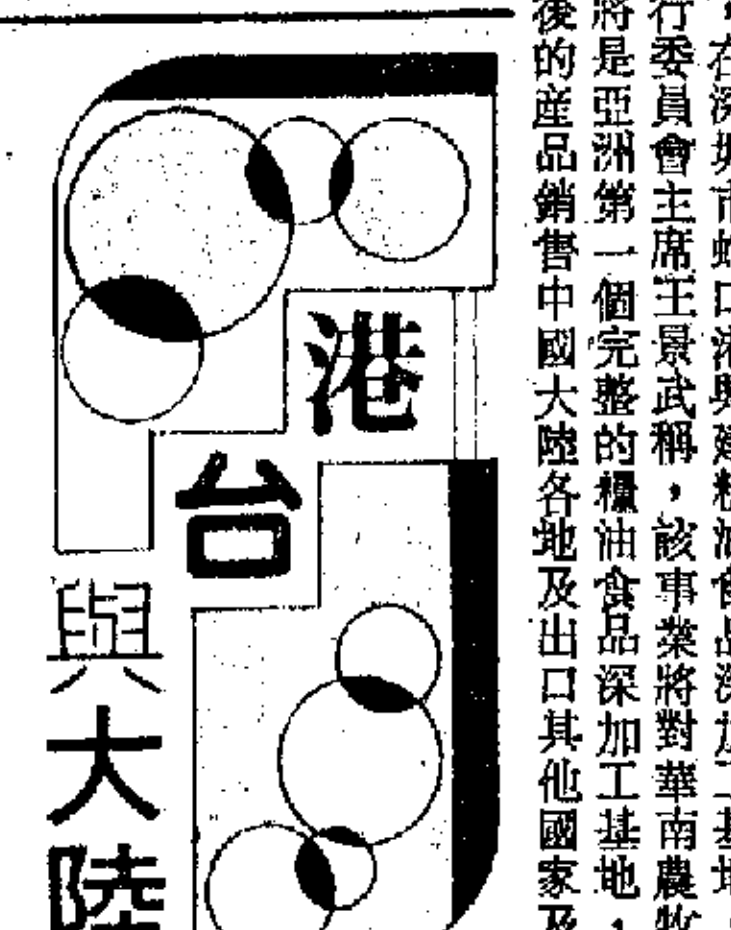 ，在深圳市蛇口港興建糧油食品深加工基地，
行委員會主席王景武稱，該事業將對華南農牧
將是亞洲第一個完整的糧油食品深加工基地，
後的産品銷售中國大陸各地及出口其他國家及
港台與大陸